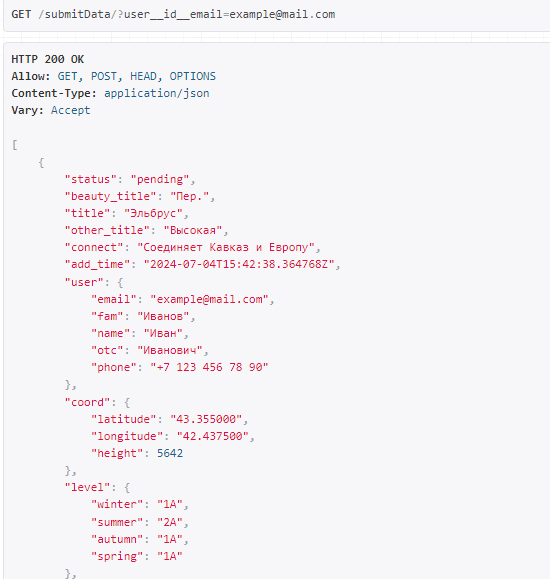 GET /submitData/?user__id__email=example@mail.com
HTTP 200 OK
Allow: GET, POST, HEAD, OPTIONS
Content-Type: application/json
Vary: Accept
[
{
"status": "pending",
"beauty_title": "Пер.",
"title": "Эльбрус",
"other_title": "Высокая",
"connect": "Соединяет Кавказ и Европу",
"add_time": "2024-07-04T15:42:38.364768Z",
"user": {
"email": "example@mail.com",
"fam": "Иванов",
"name": "Иван",
"otc": "Иванович",
"phone": "+7 123 456 78 90"
},
"coord": {
"latitude": "43.355000",
"longitude": "42.437500",
"height": 5642
},
"level": {
"winter": "1A",
"summer": "2A",
"autumn": "1A",
"spring": "1A"
},